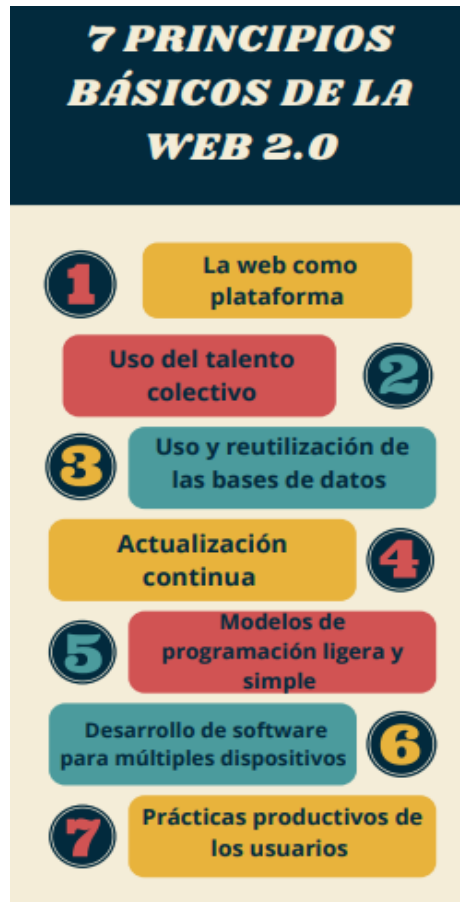 7 PRINCIPIOS
BÁSICOS DE LA
WEB 2.0
1
La web como
plataforma
Uso del talento
colectivo
2
3
Uso y reutilización de
las bases de datos
Actualización
continua
4
5
Modelos de
programación ligera y
simple
Desarrollo de software
para múltiples dispositivos
6
7
Prácticas productivos de
los usuarios